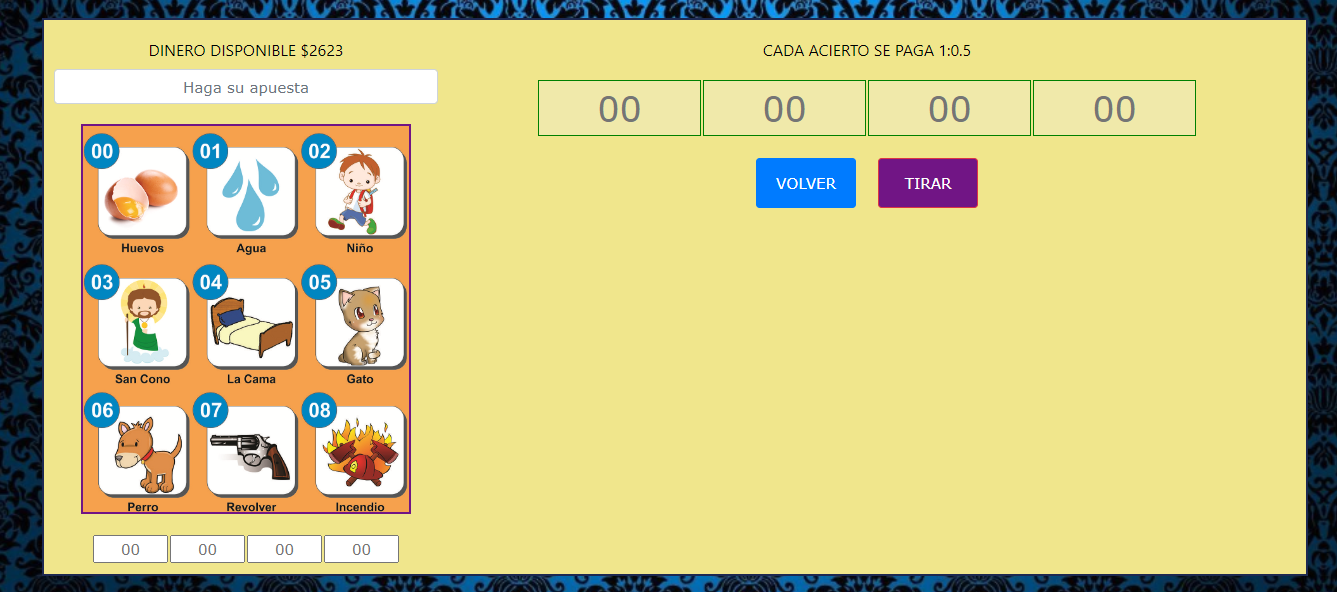 DINERO DISPONIBLE $2623
Haga su apuesta
00 01 02
Huevos Agua Niño
03 04 05
San Cono La Cama Gato
06 07 08
Perro Revolver Incendio
00 00 00 00
CADA ACIERTO SE PAGA 1:0.5
00 00 00 00
VOLVER TIRAR